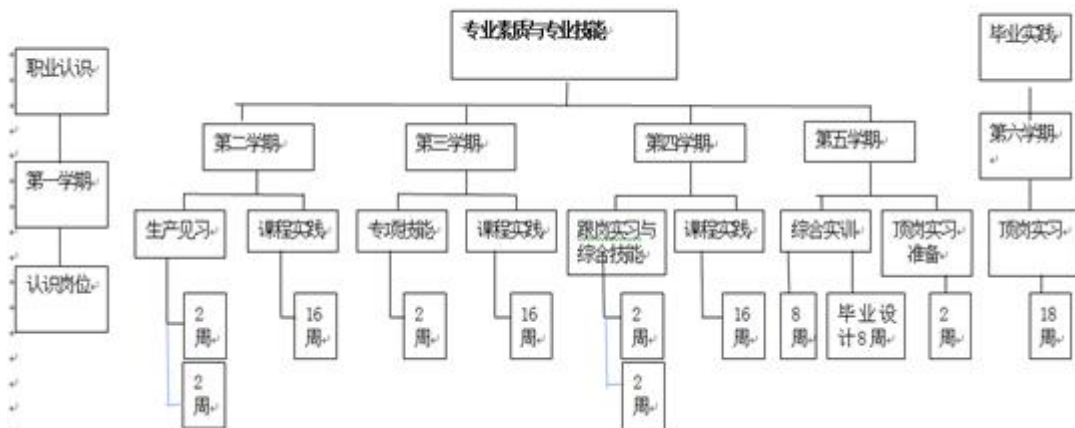 专业素质与专业技能
毕业实践
职业认识
第二学期
第三学期
第四学期
第五学期
第六学期
第一学期
生产见习
课程实践
专项技能
课程实践
跟岗实习与
综合技能
课程实践
综合实训
顶岗实习
准备
顶岗实习
认识岗位
2
周
16
周
2
周
16
周
2
周
16
周
8
周
毕业设
计8周
2
周
18
周
2
周
2
周